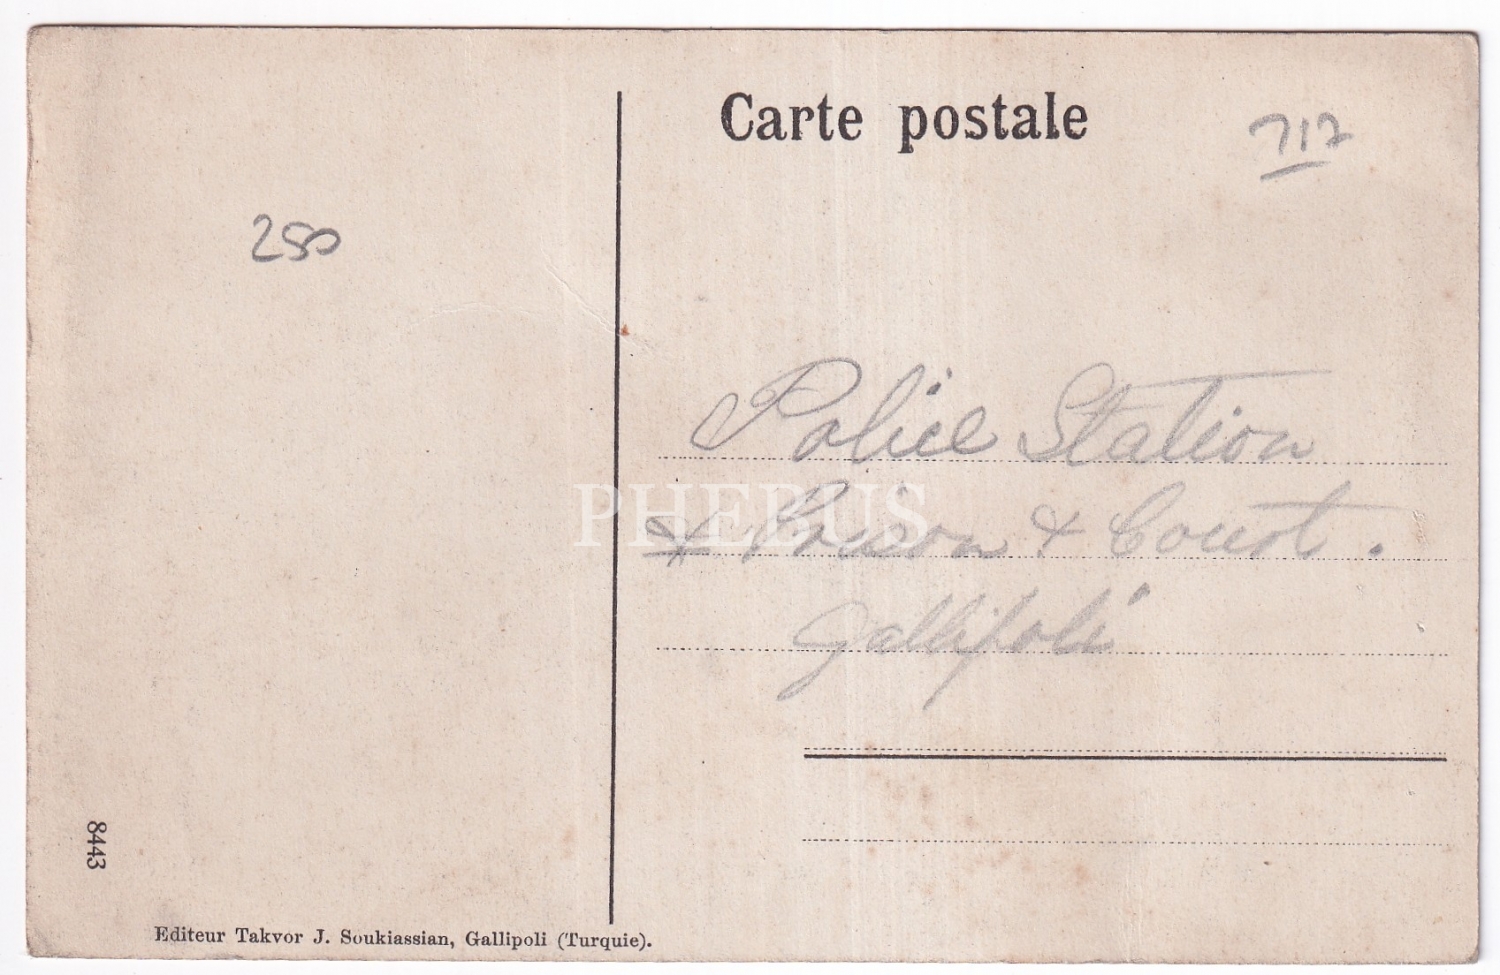 Carte postale
717
250
Police Station
+ Prison + Court.
Gallipoli
PHEBUS
8443
Editeur Takvor J. Soukiassian, Gallipoli (Turquie).